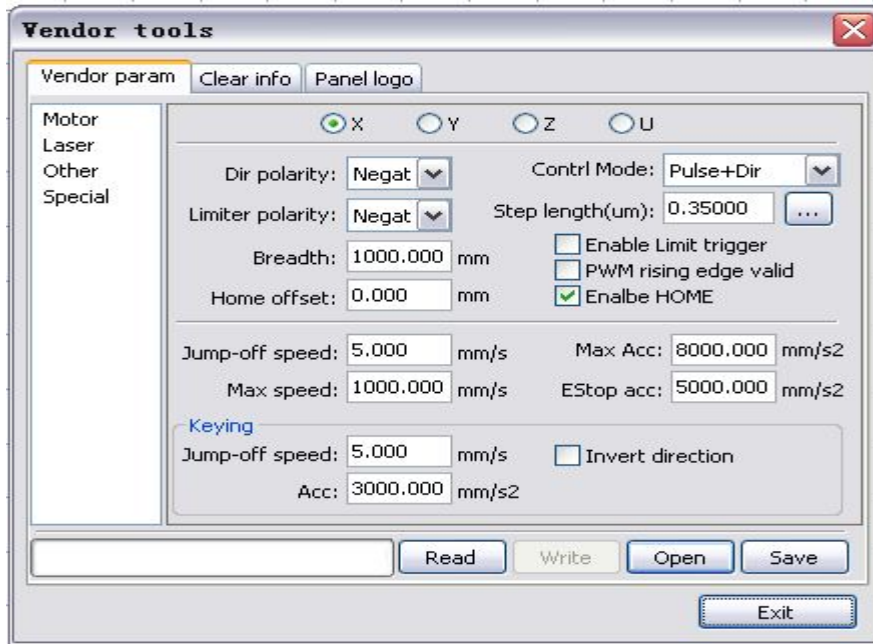 Vendor tools
Vendor param Clear info Panel logo
Motor
Laser
Other
Special
X Y Z U
Dir polarity: Negat Contrl Mode: Pulse+Dir
Limiter polarity: Negat Step length(um): 0.35000 ...
Enable Limit trigger
Breadth: 1000.000 mm PWM rising edge valid
Home offset: 0.000 mm Enalbe HOME
Jump-off speed: 5.000 mm/s Max Acc: 8000.000 mm/s2
Max speed: 1000.000 mm/s EStop acc: 5000.000 mm/s2
Keying
Jump-off speed: 5.000 mm/s Invert direction
Acc: 3000.000 mm/s2
Read Write Open Save
Exit